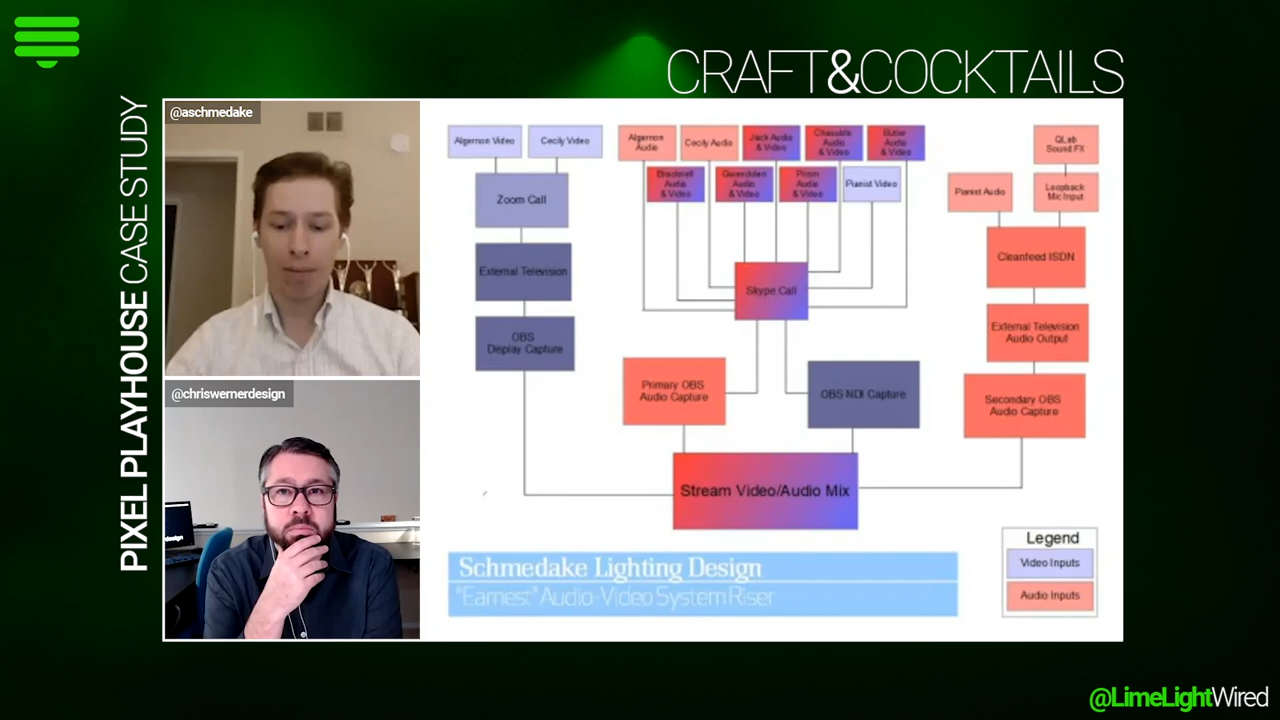 CRAFT&COCKTAILS
PIXEL PLAYHOUSE CASE STUDY
@aschmedake
@chriswernerdesign
Algernon Video
Cecily Video
Zoom Call
External Television
OBS
Display Capture
Algernon
Audio
Cecily Audio
Jack Audio
& Video
Chasuble
Audio
& Video
Butler
Audio
& Video
Bracknell
Audio
& Video
Gwendolen
Audio
& Video
Prism
Audio
& Video
Pianist Video
Skype Call
Primary OBS
Audio Capture
OBS NDI Capture
QLab
Sound FX
Pianist Audio
Loopback
Mic Input
Cleanfeed ISDN
External Television
Audio Output
Secondary OBS
Audio Capture
Stream Video/Audio Mix
Schmedake Lighting Design
"Earnest" Audio-Video System Riser
Legend
Video Inputs
Audio Inputs
@LimeLightWired